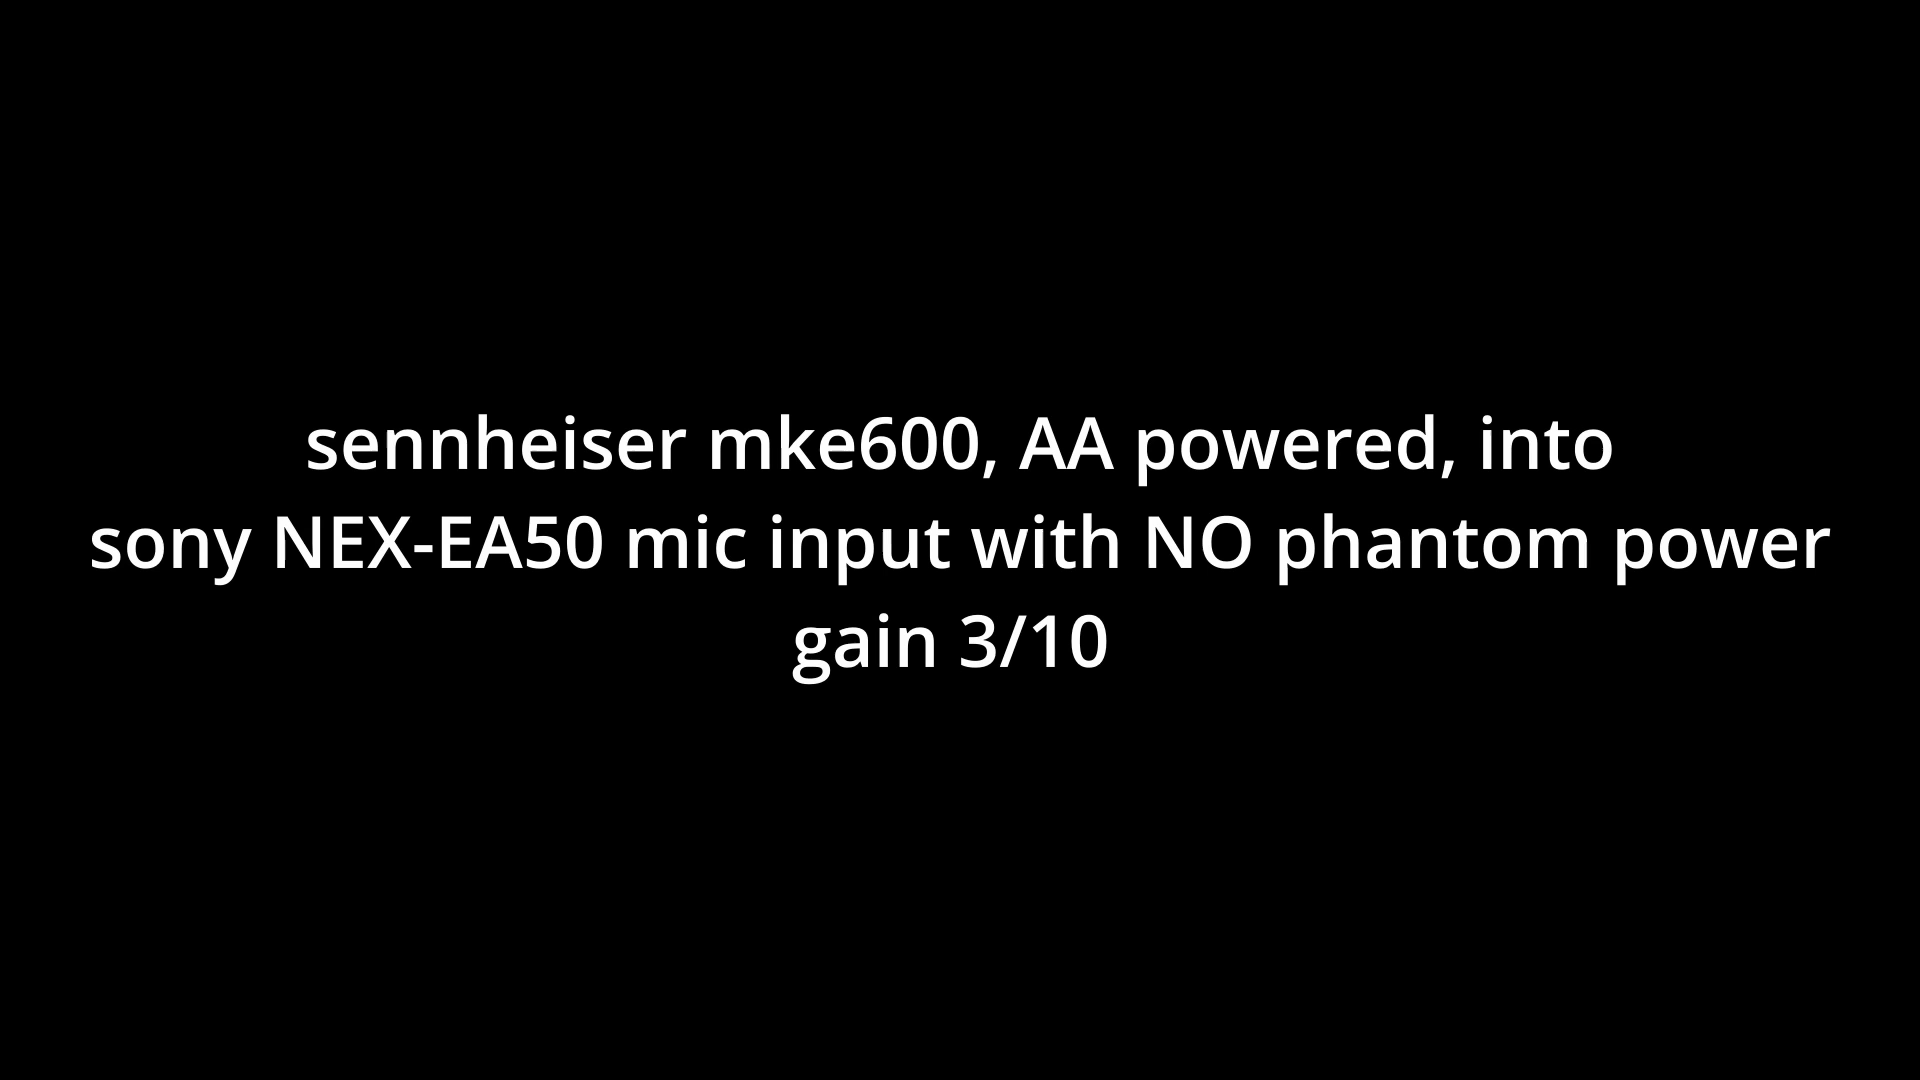 sennheiser mke600, AA powered, into
sony NEX-EA50 mic input with NO phantom power
gain 3/10